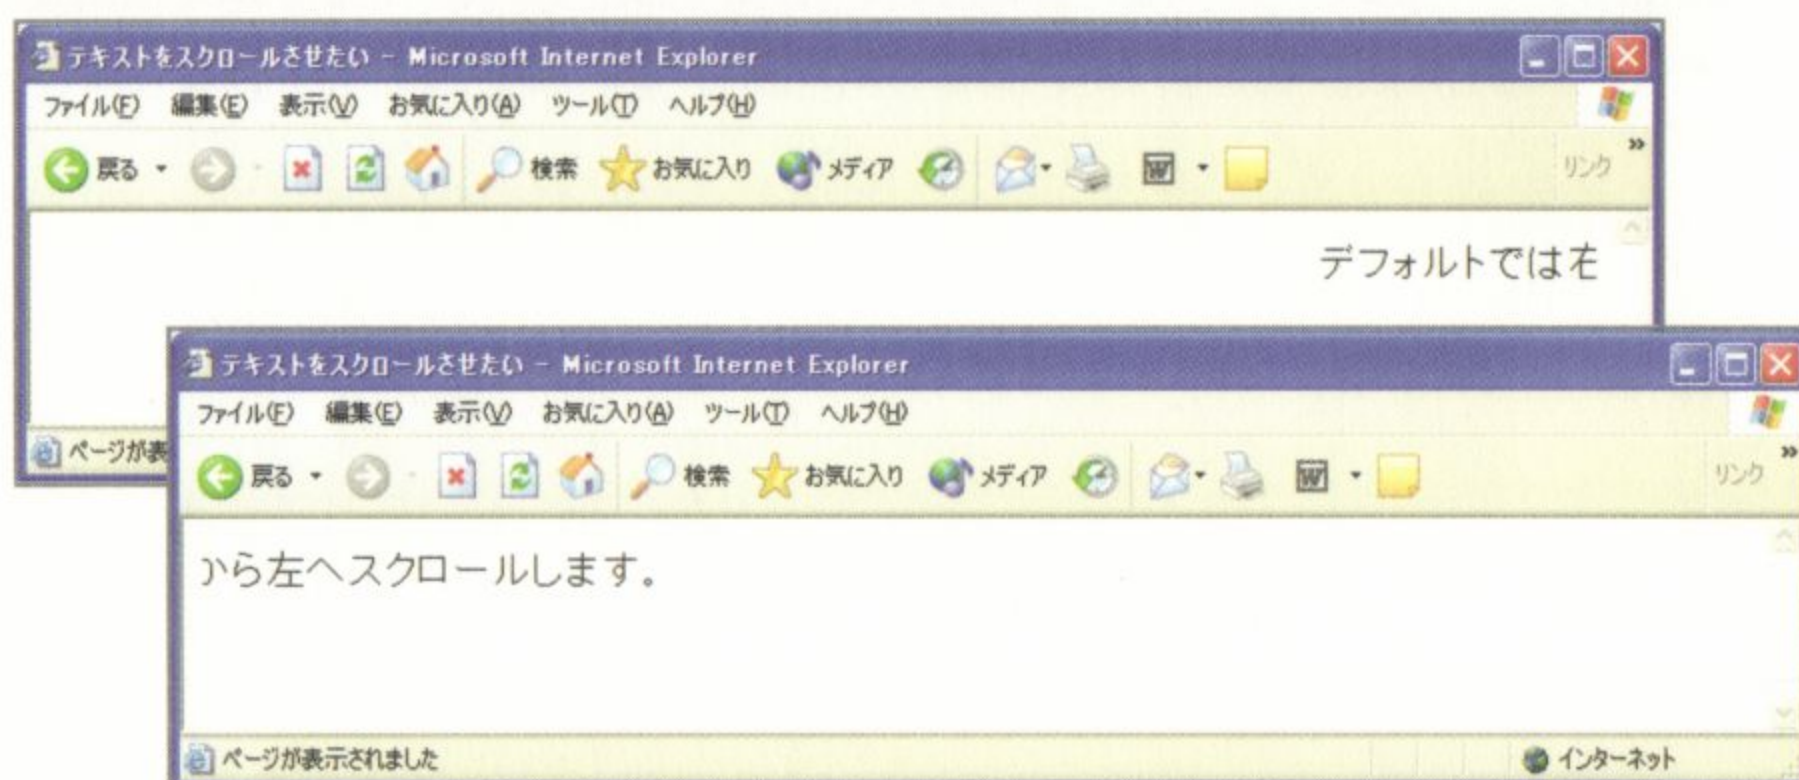 テキストをスクロールさせたい - Microsoft Internet Explorer
ファイル(F) 編集(E) 表示(V) お気に入り(A) ツール(T) ヘルプ(H)
戻る 検索 お気に入り メディア リンク »
デフォルトでは右
ページが表
テキストをスクロールさせたい - Microsoft Internet Explorer
ファイル(F) 編集(E) 表示(V) お気に入り(A) ツール(T) ヘルプ(H)
戻る 検索 お気に入り メディア リンク »
から左へスクロールします。
ページが表示されました インターネット